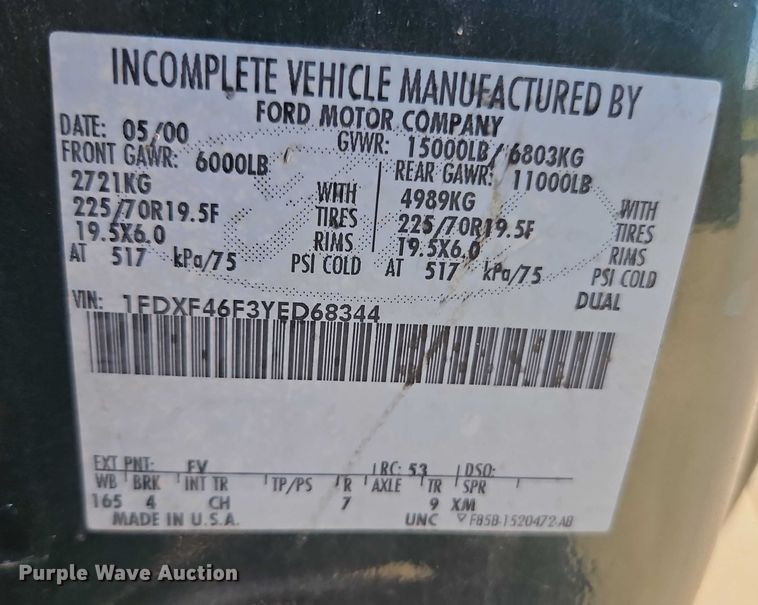 INCOMPLETE VEHICLE MANUFACTURED BY
FORD MOTOR COMPANY
DATE: 05/00 GVWR: 15000LB/6803KG
FRONT GAWR: 6000LB REAR GAWR: 11000LB
2721KG WITH 4989KG WITH
225/70R19.5F TIRES 225/70R19.5F TIRES
19.5X6.0 RIMS 19.5X6.0 RIMS
AT 517 kPa/75 PSI COLD AT 517 kPa/75 PSI COLD
DUAL
VIN: 1FDXF46F3YED68344
EXT PNT: FV RC: 53 DSO:
WB BRK INT TR TP/PS R AXLE TR SPR
165 4 CH 7 9 XM
MADE IN U.S.A. UNC ▽F85B-1520472-AB
Purple Wave Auction